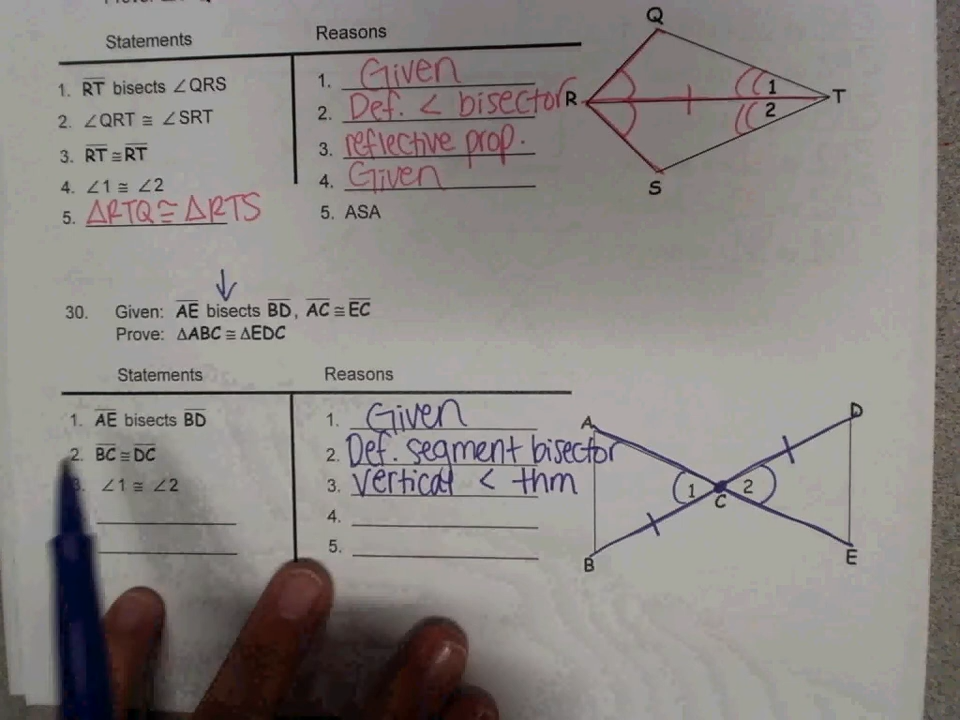 Statements
Reasons
1. RT bisects ∠QRS
1. Given
2. ∠QRT ≅ ∠SRT
2. Def. < bisector
3. RT ≅ RT
3. reflective prop.
4. ∠1 ≅ ∠2
4. Given
5. ΔRTQ ≅ ΔRTS
5. ASA
Q
R
1
2
T
S
30. Given: AE bisects BD, AC ≅ EC
Prove: ΔABC ≅ ΔEDC
Statements
Reasons
1. AE bisects BD
1. Given
2. BC ≅ DC
2. Def. segment bisector
3. ∠1 ≅ ∠2
3. vertical < thm
4.
5.
A
D
1
2
C
B
E